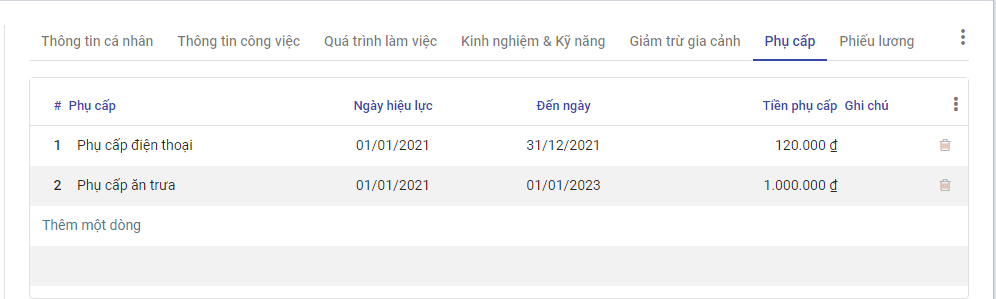 Thông tin cá nhân Thông tin công việc Quá trình làm việc Kinh nghiệm & Kỹ năng Giảm trừ gia cảnh Phụ cấp Phiếu lương
# Phụ cấp Ngày hiệu lực Đến ngày Tiền phụ cấp Ghi chú
1 Phụ cấp điện thoại 01/01/2021 31/12/2021 120.000 ₫
2 Phụ cấp ăn trưa 01/01/2021 01/01/2023 1.000.000 ₫
Thêm một dòng